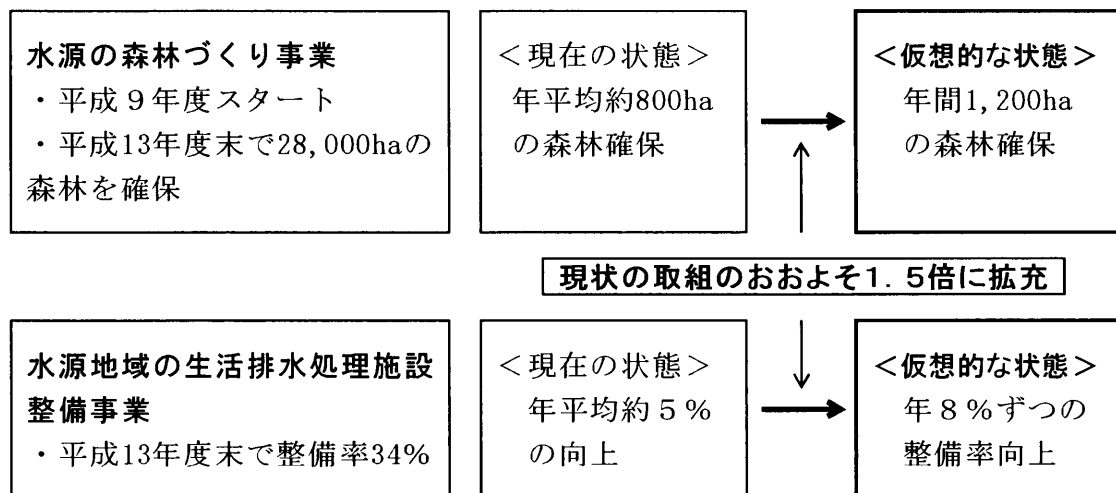 水源の森林づくり事業
・平成９年度スタート
・平成13年度末で28,000haの
森林を確保
＜現在の状態＞
年平均約800ha
の森林確保
＜仮想的な状態＞
年間1,200ha
の森林確保
現状の取組のおおよそ１．５倍に拡充
水源地域の生活排水処理施設
整備事業
・平成13年度末で整備率34%
＜現在の状態＞
年平均約５％
の向上
＜仮想的な状態＞
年８％ずつの
整備率向上